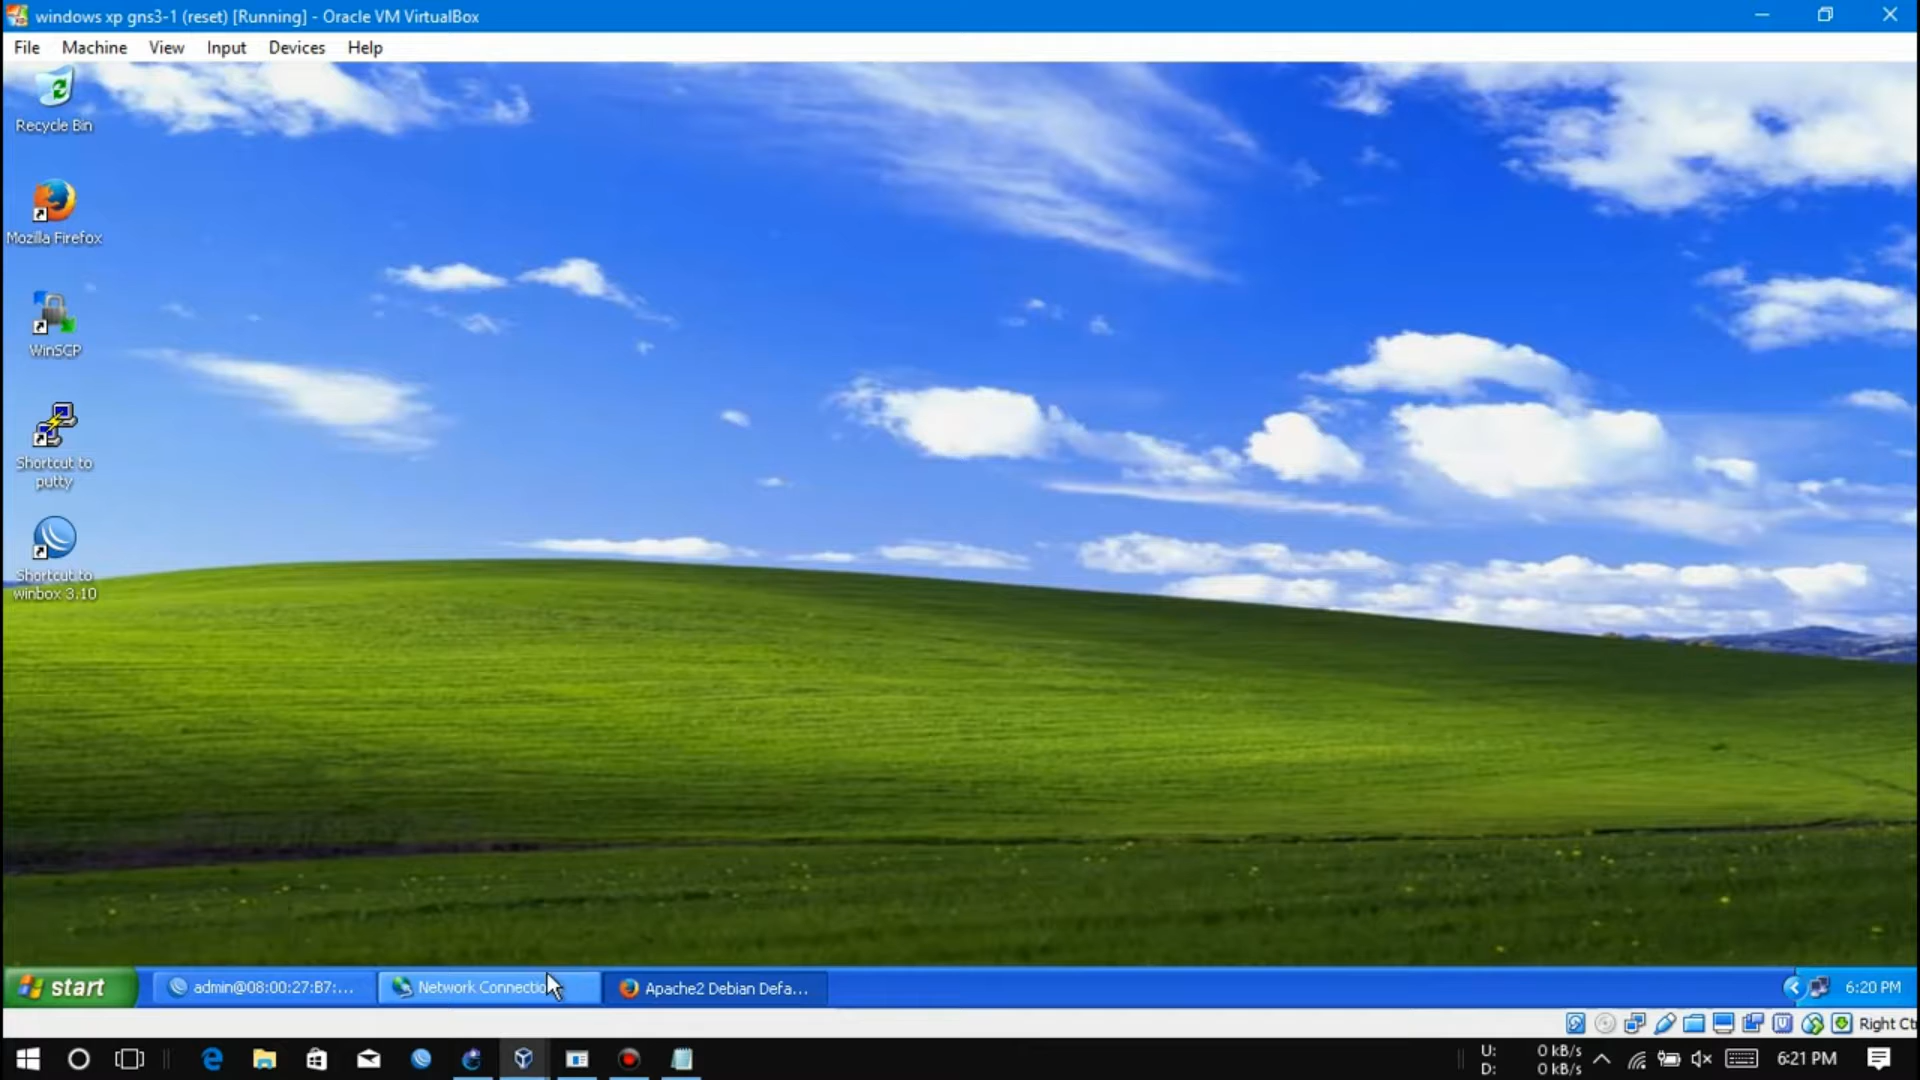 windows xp gns3-1 (reset) [Running] - Oracle VM VirtualBox
File Machine View Input Devices Help
Recycle Bin
Mozilla Firefox
WinSCP
Shortcut to
putty
Shortcut to
winbox 3.10
start
admin@08:00:27:B7:...
Network Connectio
Apache2 Debian Defa...
6:20 PM
Right Ct
U: 0 kB/s
D: 0 kB/s
6:21 PM